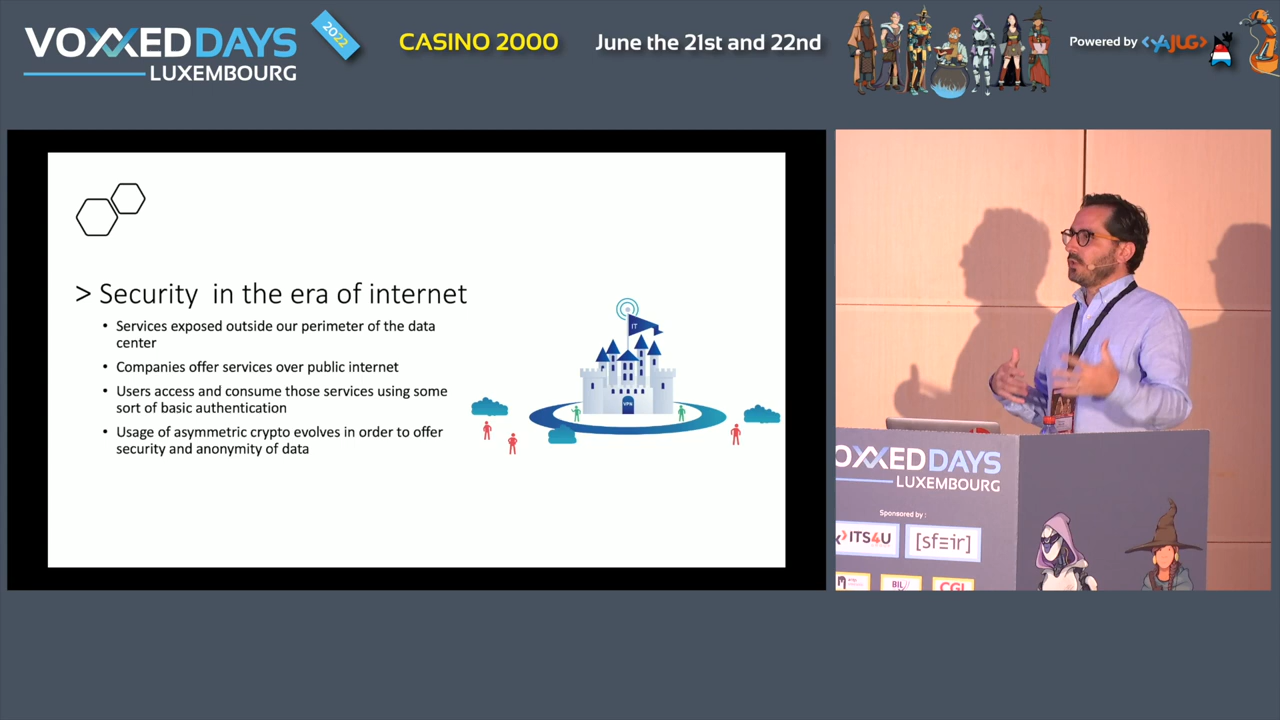 VOXXED DAYS
LUXEMBOURG
2022
CASINO 2000
June the 21st and 22nd
Powered by <YAJUG>
> Security in the era of internet
• Services exposed outside our perimeter of the data
center
• Companies offer services over public internet
• Users access and consume those services using some
sort of basic authentication
• Usage of asymmetric crypto evolves in order to offer
security and anonymity of data
IT
VPN
OXXED DAYS
LUXEMBOURG
Sponsored by :
ITS4U
[sfeir]
BIL
CGI